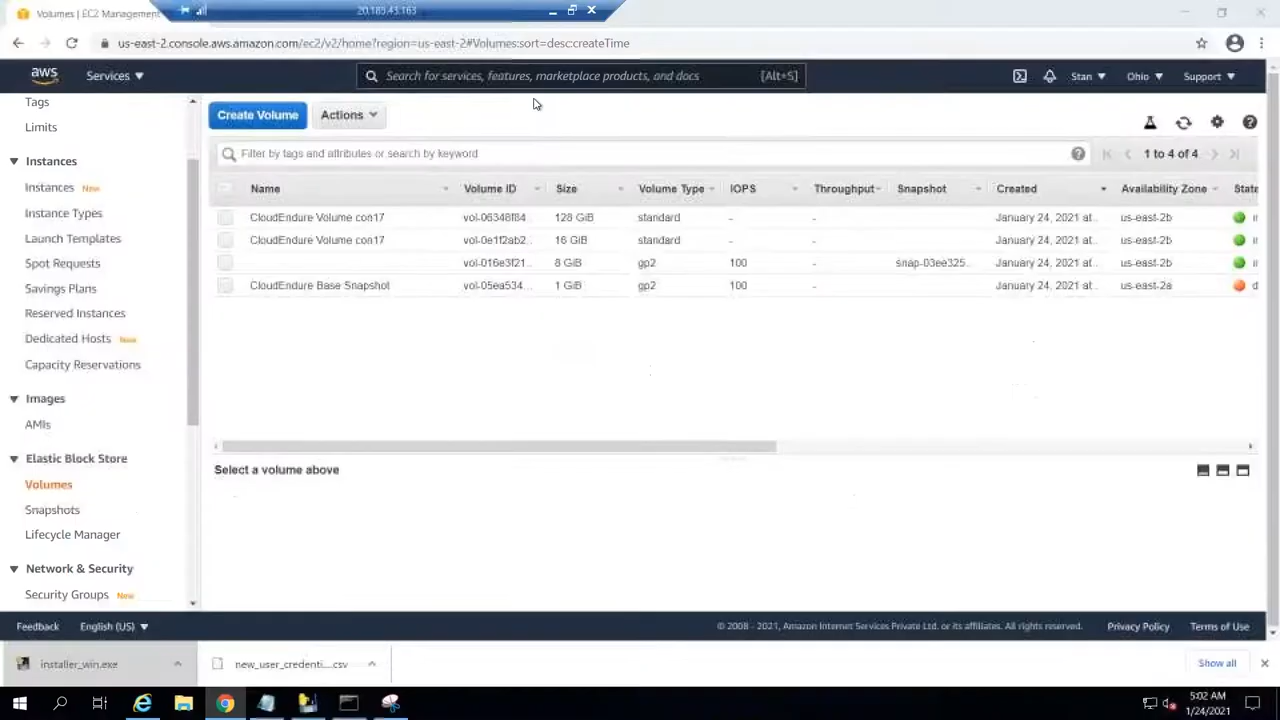 Volumes | EC2 Management
20.185.43.163
us-east-2.console.aws.amazon.com/ec2/v2/home?region=us-east-2#Volumes:sort=desc:createTime
aws Services Search for services, features, marketplace products, and docs [Alt+S] Stan Ohio Support
Tags
Limits
Instances
Instances New
Instance Types
Launch Templates
Spot Requests
Savings Plans
Reserved Instances
Dedicated Hosts New
Capacity Reservations
Images
AMIs
Elastic Block Store
Volumes
Snapshots
Lifecycle Manager
Network & Security
Security Groups New
Create Volume Actions
Filter by tags and attributes or search by keyword 1 to 4 of 4
Name Volume ID Size Volume Type IOPS Throughput Snapshot Created Availability Zone State
CloudEndure Volume con17 vol-06348f84... 128 GiB standard - - January 24, 2021 at... us-east-2b
CloudEndure Volume con17 vol-0e1f2ab2... 16 GiB standard - - January 24, 2021 at... us-east-2b
vol-016e3f21... 8 GiB gp2 100 - snap-03ee325... January 24, 2021 at... us-east-2b
CloudEndure Base Snapshot vol-05ea534... 1 GiB gp2 100 - January 24, 2021 at... us-east-2a
Select a volume above
Feedback English (US) © 2008 - 2021, Amazon Internet Services Private Ltd. or its affiliates. All rights reserved. Privacy Policy Terms of Use
installer_win.exe new_user_credenti....csv Show all
5:02 AM
1/24/2021